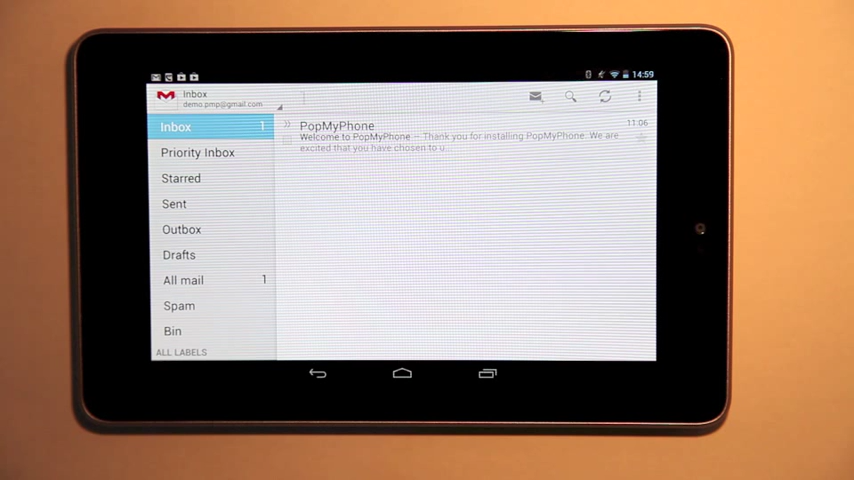 14:59
Inbox
demo.pmp@gmail.com
Inbox 1
PopMyPhone 11:06
Welcome to PopMyPhone – Thank you for installing PopMyPhone. We are
excited that you have chosen to u...
Priority Inbox
Starred
Sent
Outbox
Drafts
All mail 1
Spam
Bin
ALL LABELS